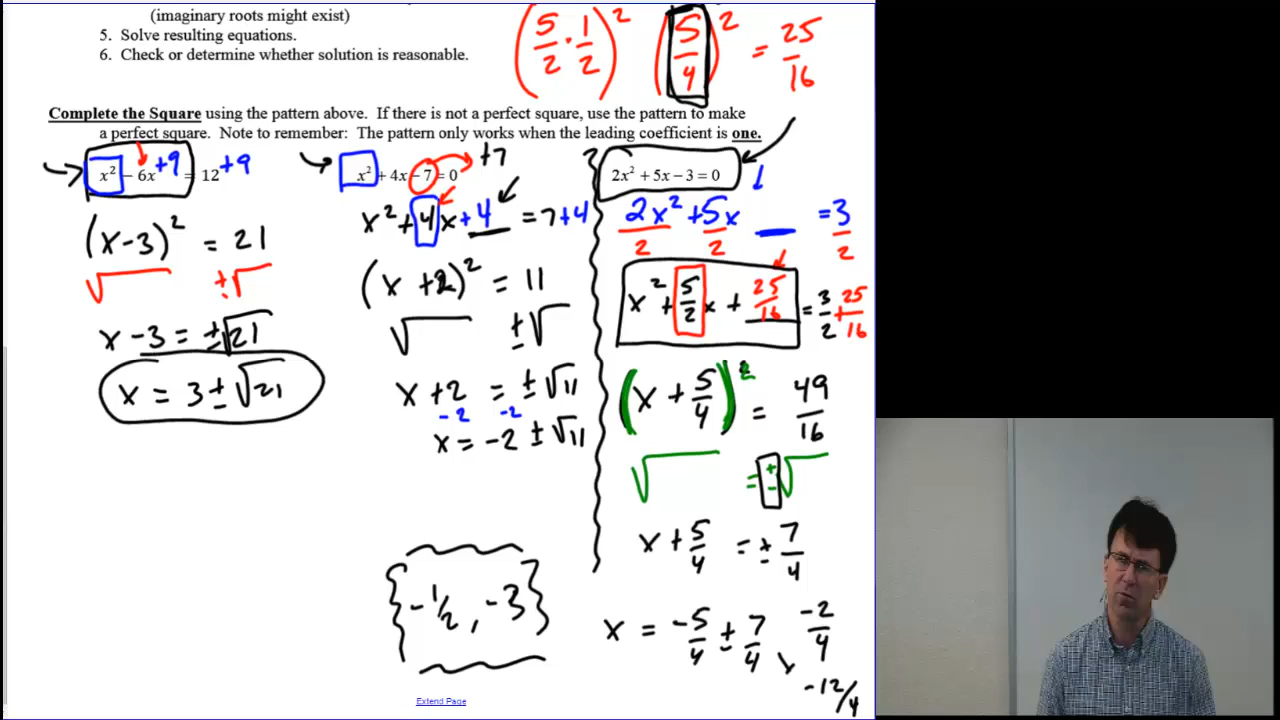 (imaginary roots might exist)
5. Solve resulting equations.
6. Check or determine whether solution is reasonable.
(5/2 · 1/2)² (5/4)² = 25/16
Complete the Square using the pattern above. If there is not a perfect square, use the pattern to make
a perfect square. Note to remember: The pattern only works when the leading coefficient is one.
x² − 6x +9 = 12 +9
(x−3)² = 21
√ ±√
x −3 = ±√21
x = 3 ± √21
+7
x² + 4x − 7 = 0
x² + 4x +4 = 7+4
(x +2)² = 11
√ ±√
x +2 = ±√11
−2 −2
x = −2 ± √11
−1/2, −3
2x² + 5x − 3 = 0
2x²/2 +5x/2 = 3/2
x² + 5/2 x + 25/16 = 3/2 + 25/16
(x + 5/4)² = 49/16
√ = ±√
x + 5/4 = ± 7/4
x = −5/4 ± 7/4 −2/4
−12/4
Extend Page